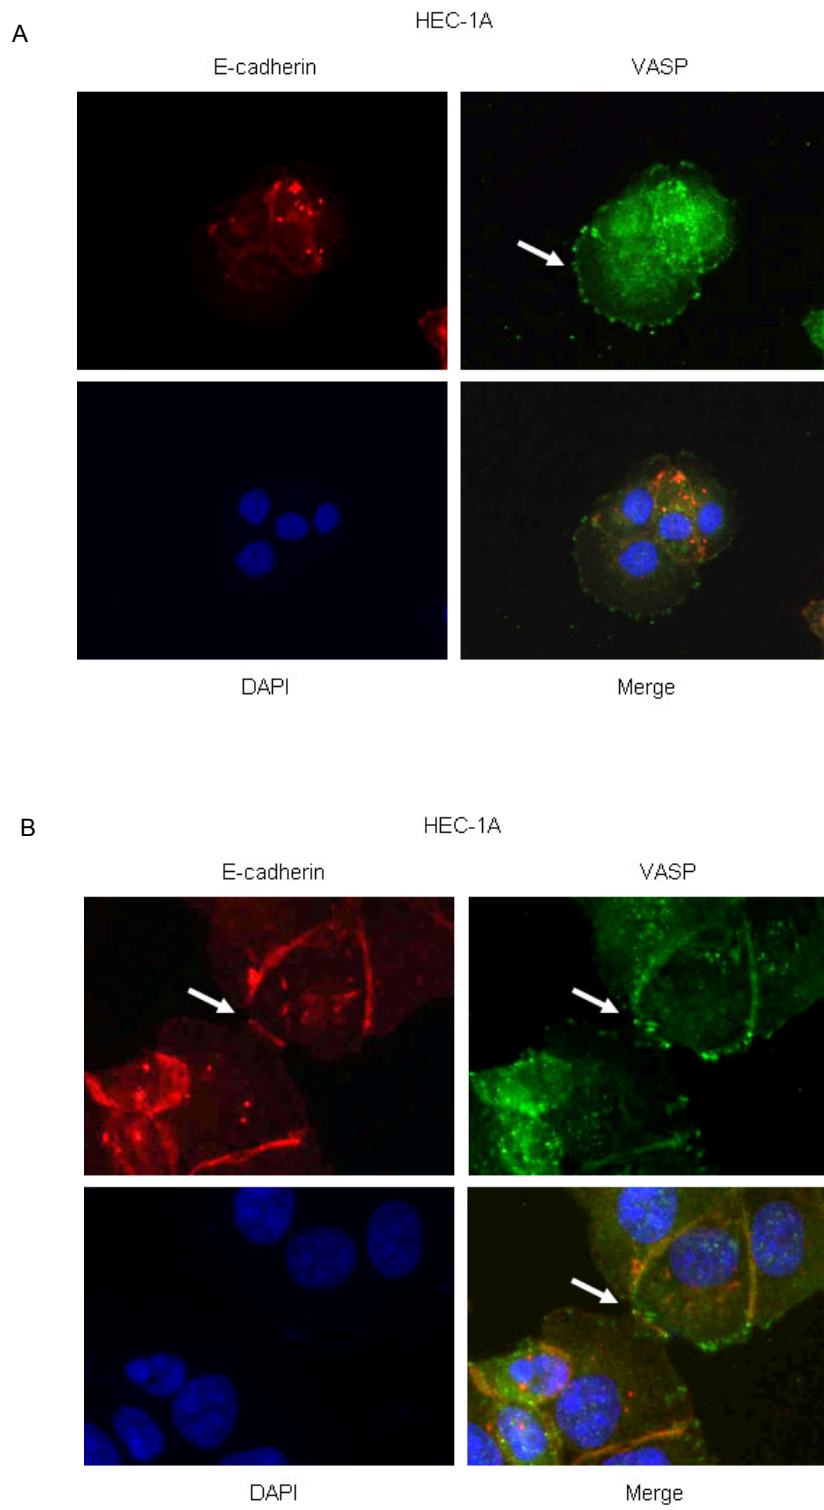 A
HEC-1A
E-cadherin VASP
DAPI Merge
B
HEC-1A
E-cadherin VASP
DAPI Merge